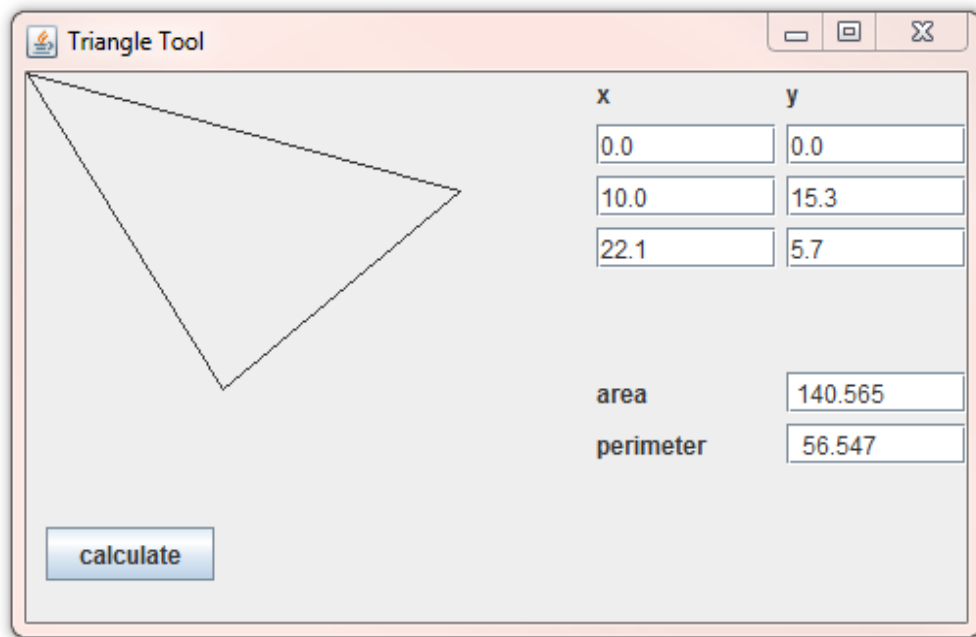 Triangle Tool
x y
0.0 0.0
10.0 15.3
22.1 5.7
area 140.565
perimeter 56.547
calculate